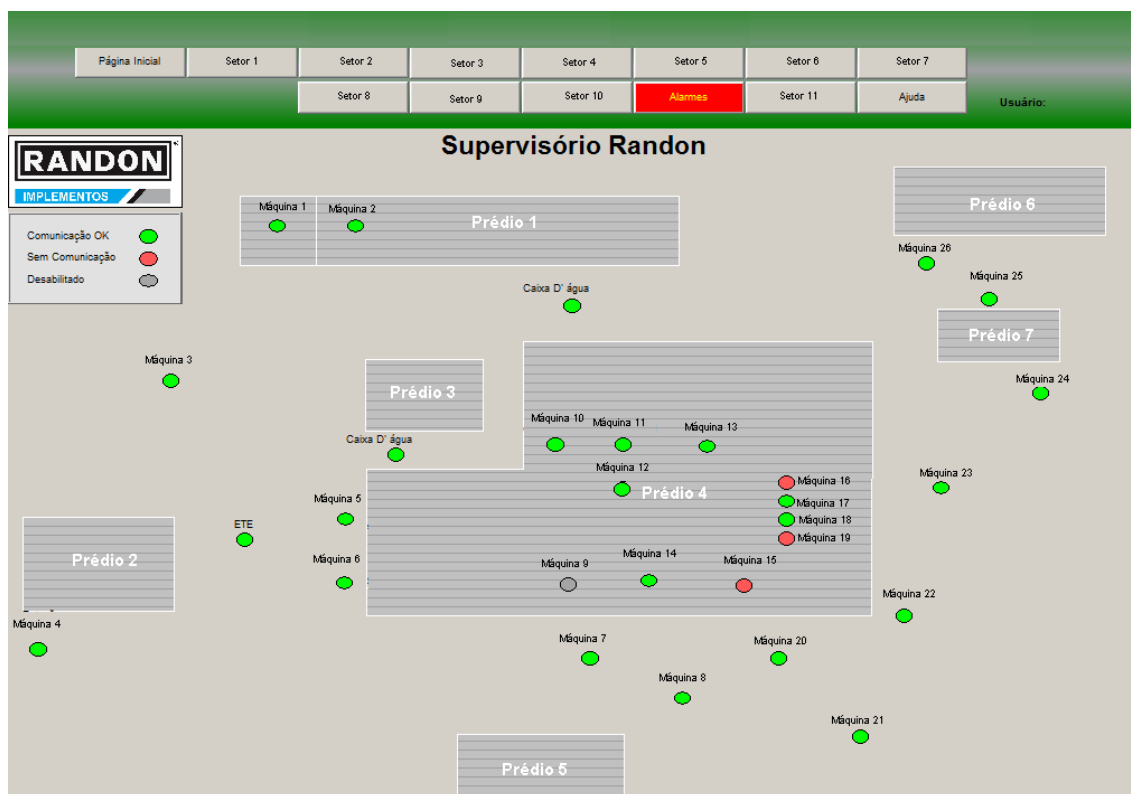 Página Inicial Setor 1 Setor 2 Setor 3 Setor 4 Setor 5 Setor 6 Setor 7
Setor 8 Setor 9 Setor 10 Alarmes Setor 11 Ajuda Usuário:
Supervisório Randon
RANDON
IMPLEMENTOS
Comunicação OK
Sem Comunicação
Desabilitado
Máquina 1 Máquina 2
Prédio 1
Prédio 6
Máquina 26
Máquina 25
Caixa D' água
Prédio 7
Máquina 3
Máquina 24
Prédio 3
Máquina 10 Máquina 11 Máquina 13
Caixa D' água
Máquina 12
Máquina 23
Máquina 16
Prédio 4
Máquina 5
Máquina 17
Máquina 18
ETE
Máquina 19
Prédio 2
Máquina 6
Máquina 9 Máquina 14 Máquina 15
Máquina 22
Máquina 4
Máquina 7 Máquina 20
Máquina 8
Máquina 21
Prédio 5